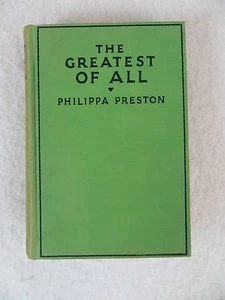 THE
GREATEST
OF ALL
PHILIPPA PRESTON